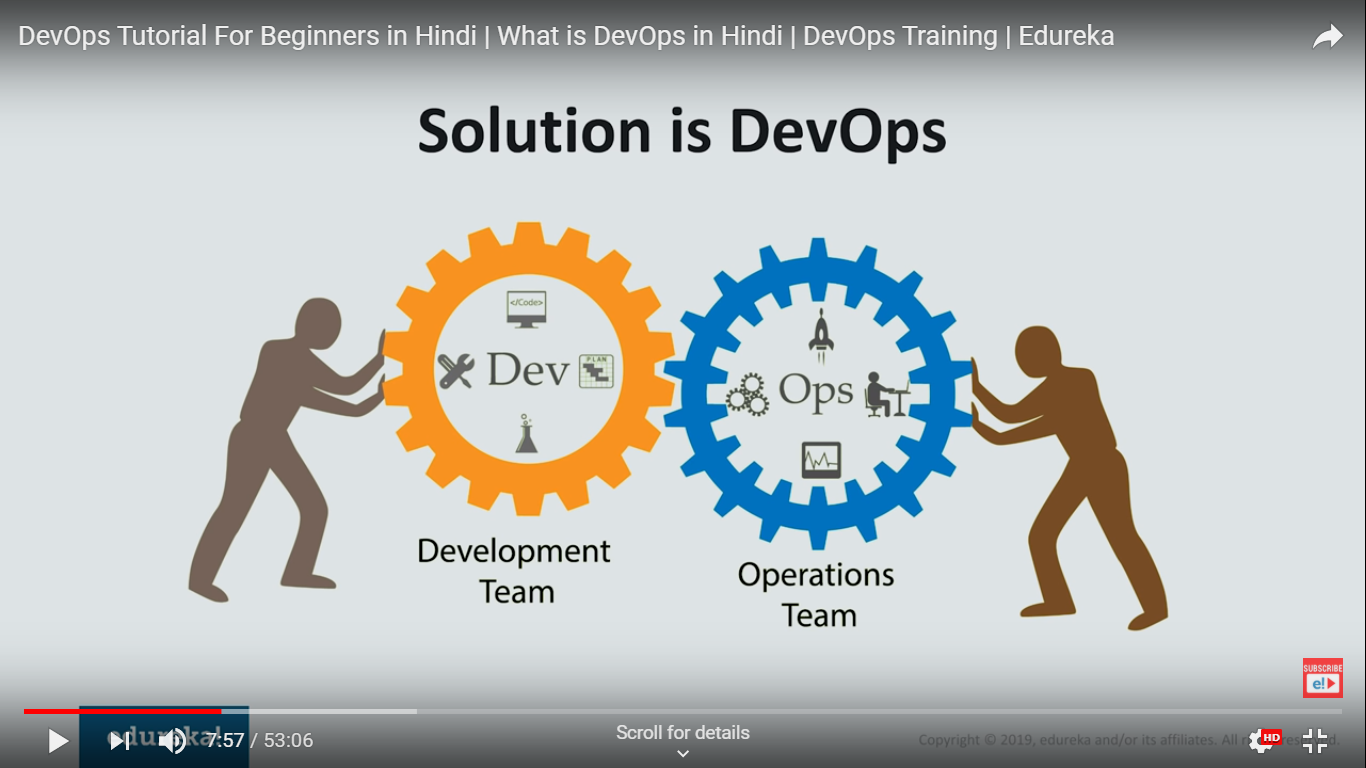 DevOps Tutorial For Beginners in Hindi | What is DevOps in Hindi | DevOps Training | Edureka
Solution is DevOps
</Code>
Dev
PLAN
Ops
Development
Team
Operations
Team
SUBSCRIBE
e!
edureka!
7:57 / 53:06
Scroll for details
Copyright © 2019, edureka and/or its affiliates. All
HD